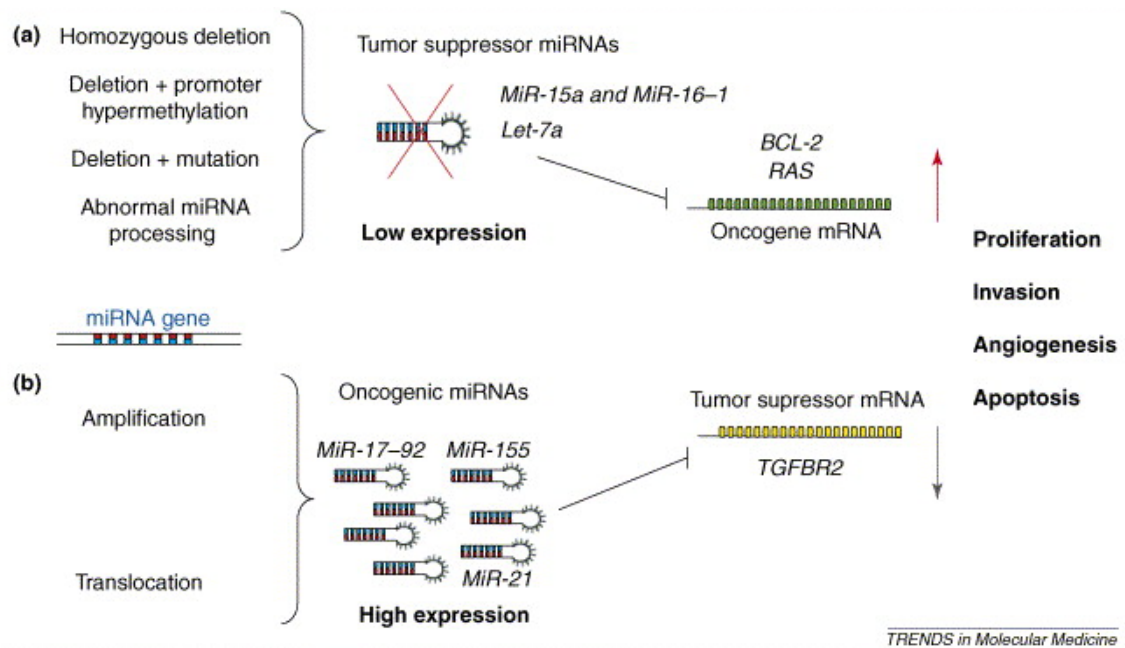 (a)
Homozygous deletion
Deletion + promoter
hypermethylation
Deletion + mutation
Abnormal miRNA
processing
Tumor suppressor miRNAs
MiR-15a and MiR-16–1
Let-7a
Low expression
BCL-2
RAS
Oncogene mRNA
miRNA gene
(b)
Amplification
Translocation
Oncogenic miRNAs
MiR-17–92
MiR-155
MiR-21
High expression
Tumor supressor mRNA
TGFBR2
Proliferation
Invasion
Angiogenesis
Apoptosis
TRENDS in Molecular Medicine